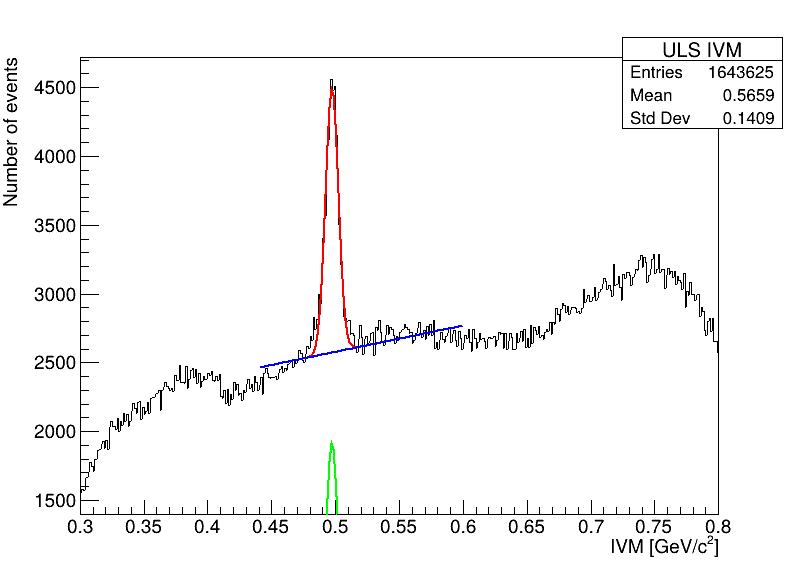 ULS IVM
Entries 1643625
Mean 0.5659
Std Dev 0.1409
Number of events
4500
4000
3500
3000
2500
2000
1500
0.3 0.35 0.4 0.45 0.5 0.55 0.6 0.65 0.7 0.75 0.8
IVM [GeV/c²]